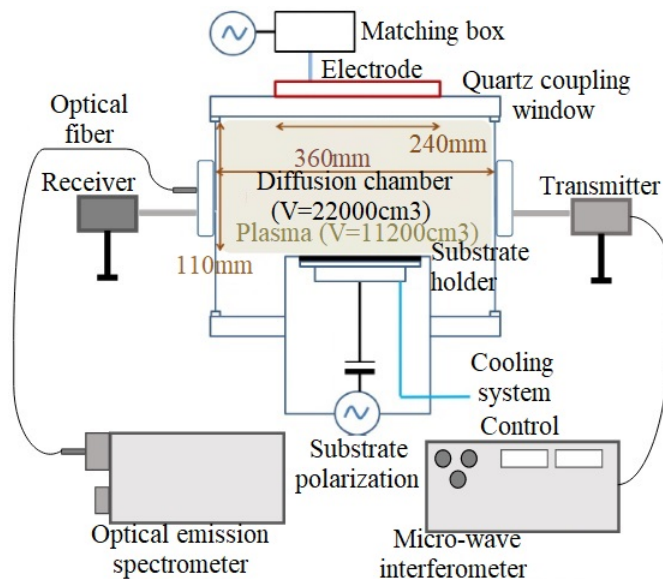 Matching box
Electrode
Quartz coupling
window
Optical
fiber
240mm
360mm
Receiver
Diffusion chamber
(V=22000cm3)
Transmitter
Plasma (V=11200cm3)
110mm
Substrate
holder
Cooling
system
Substrate
polarization
Control
Optical emission
spectrometer
Micro-wave
interferometer